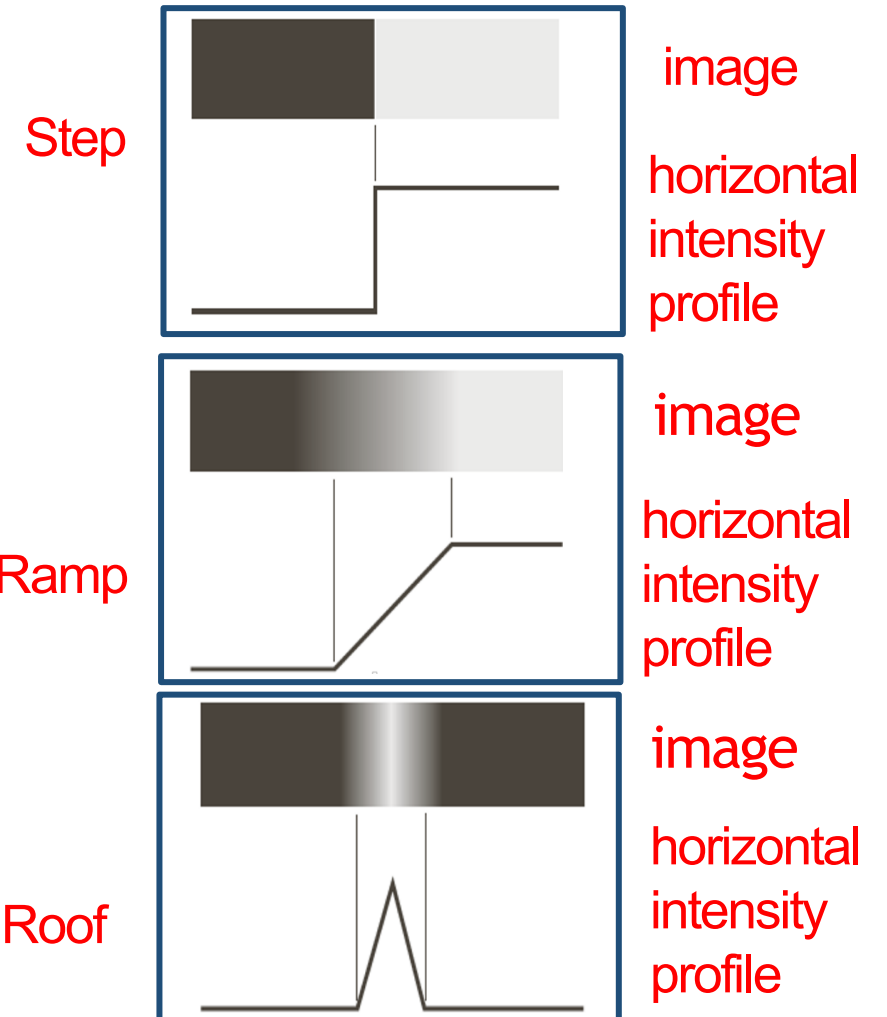 Step
image
horizontal
intensity
profile
Ramp
image
horizontal
intensity
profile
Roof
image
horizontal
intensity
profile